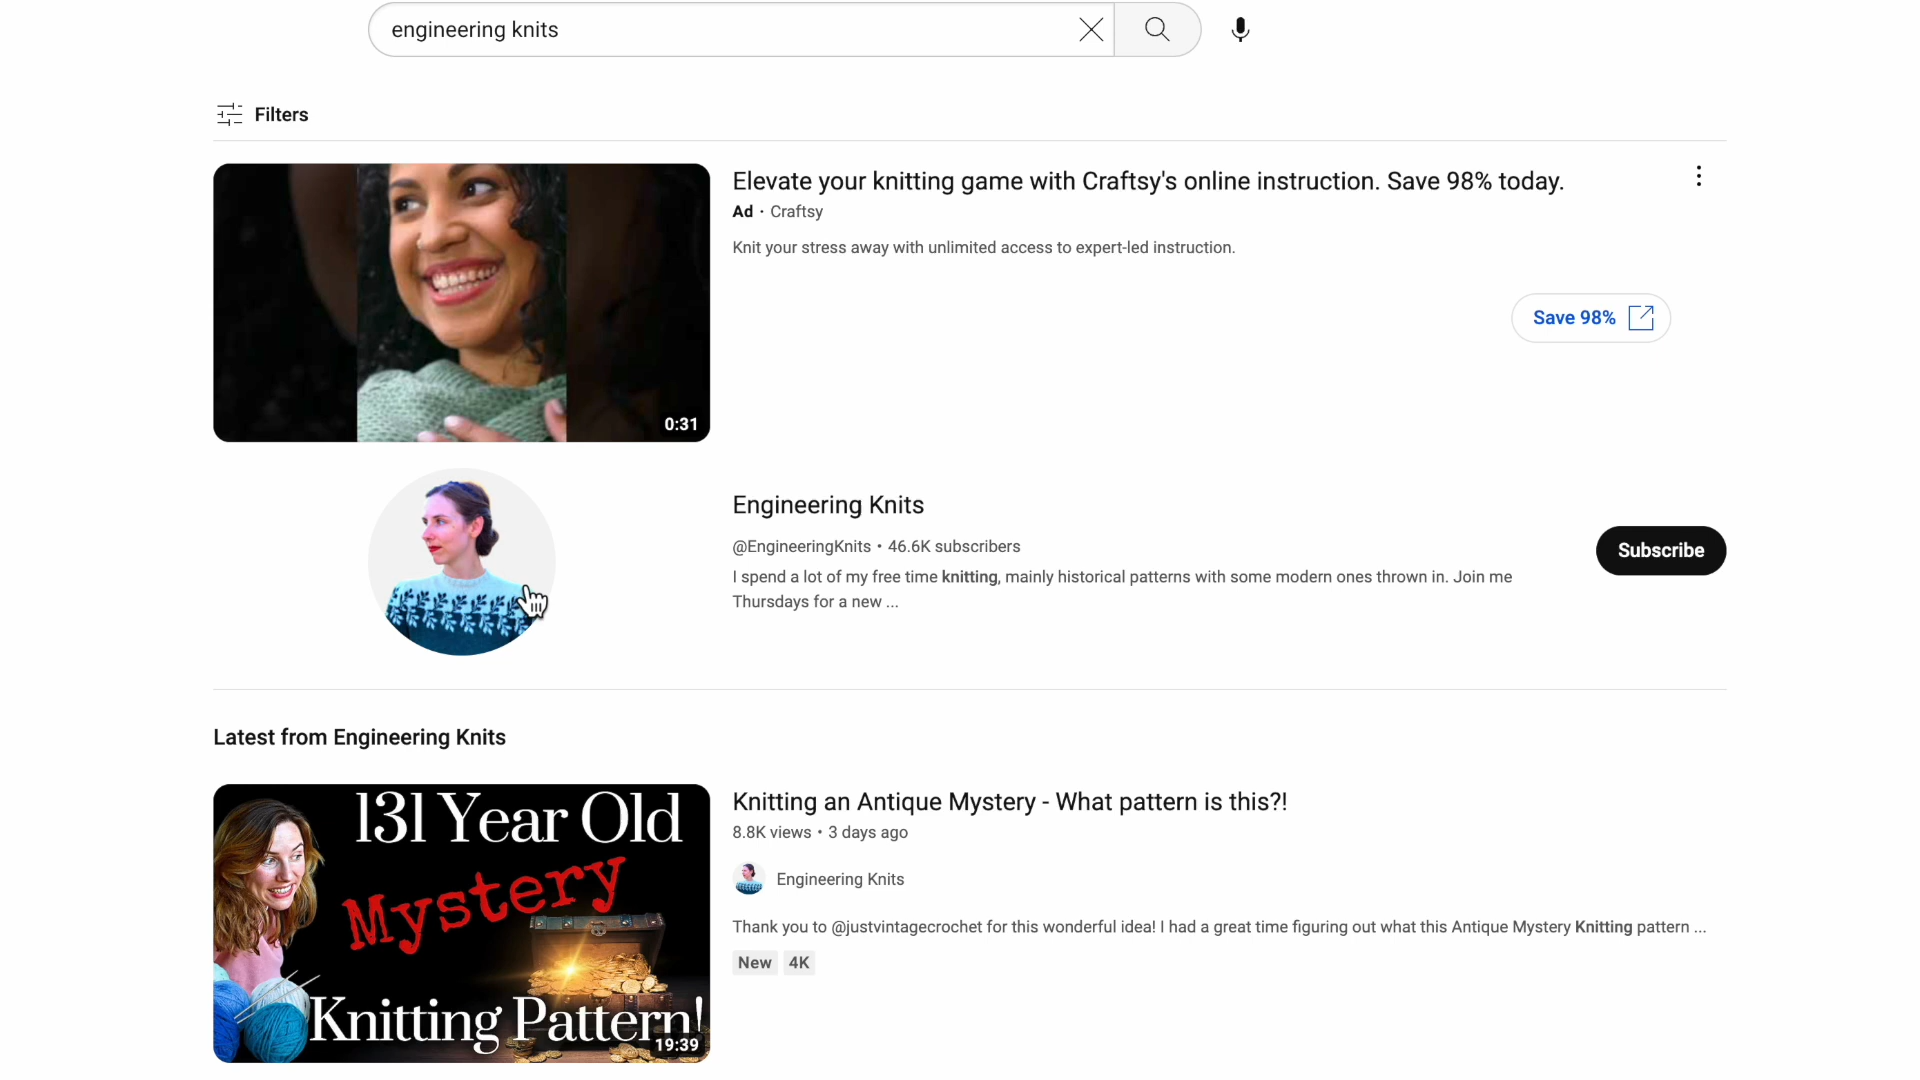 engineering knits
Filters
Elevate your knitting game with Craftsy's online instruction. Save 98% today.
Ad · Craftsy
Knit your stress away with unlimited access to expert-led instruction.
Save 98%
0:31
Engineering Knits
@EngineeringKnits • 46.6K subscribers
I spend a lot of my free time knitting, mainly historical patterns with some modern ones thrown in. Join me
Thursdays for a new ...
Subscribe
Latest from Engineering Knits
131 Year Old
Mystery
Knitting Pattern!
19:39
Knitting an Antique Mystery - What pattern is this?!
8.8K views • 3 days ago
Engineering Knits
Thank you to @justvintagecrochet for this wonderful idea! I had a great time figuring out what this Antique Mystery Knitting pattern ...
New 4K